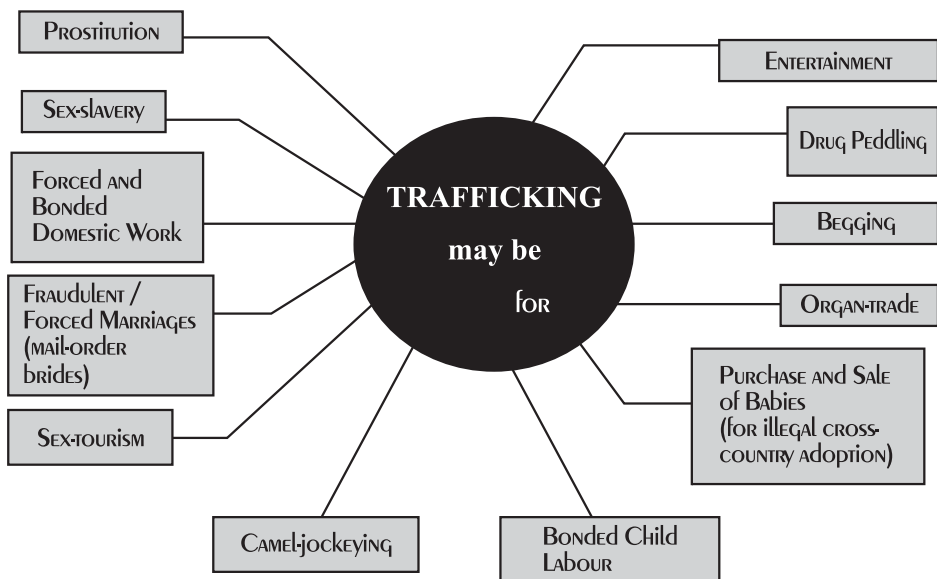 TRAFFICKING
may be
for
Prostitution
Sex-slavery
Forced and
Bonded
Domestic Work
Fraudulent /
Forced Marriages
(mail-order
brides)
Sex-tourism
Camel-jockeying
Bonded Child
Labour
Purchase and Sale
of Babies
(for illegal cross-
country adoption)
Organ-trade
Begging
Drug Peddling
Entertainment